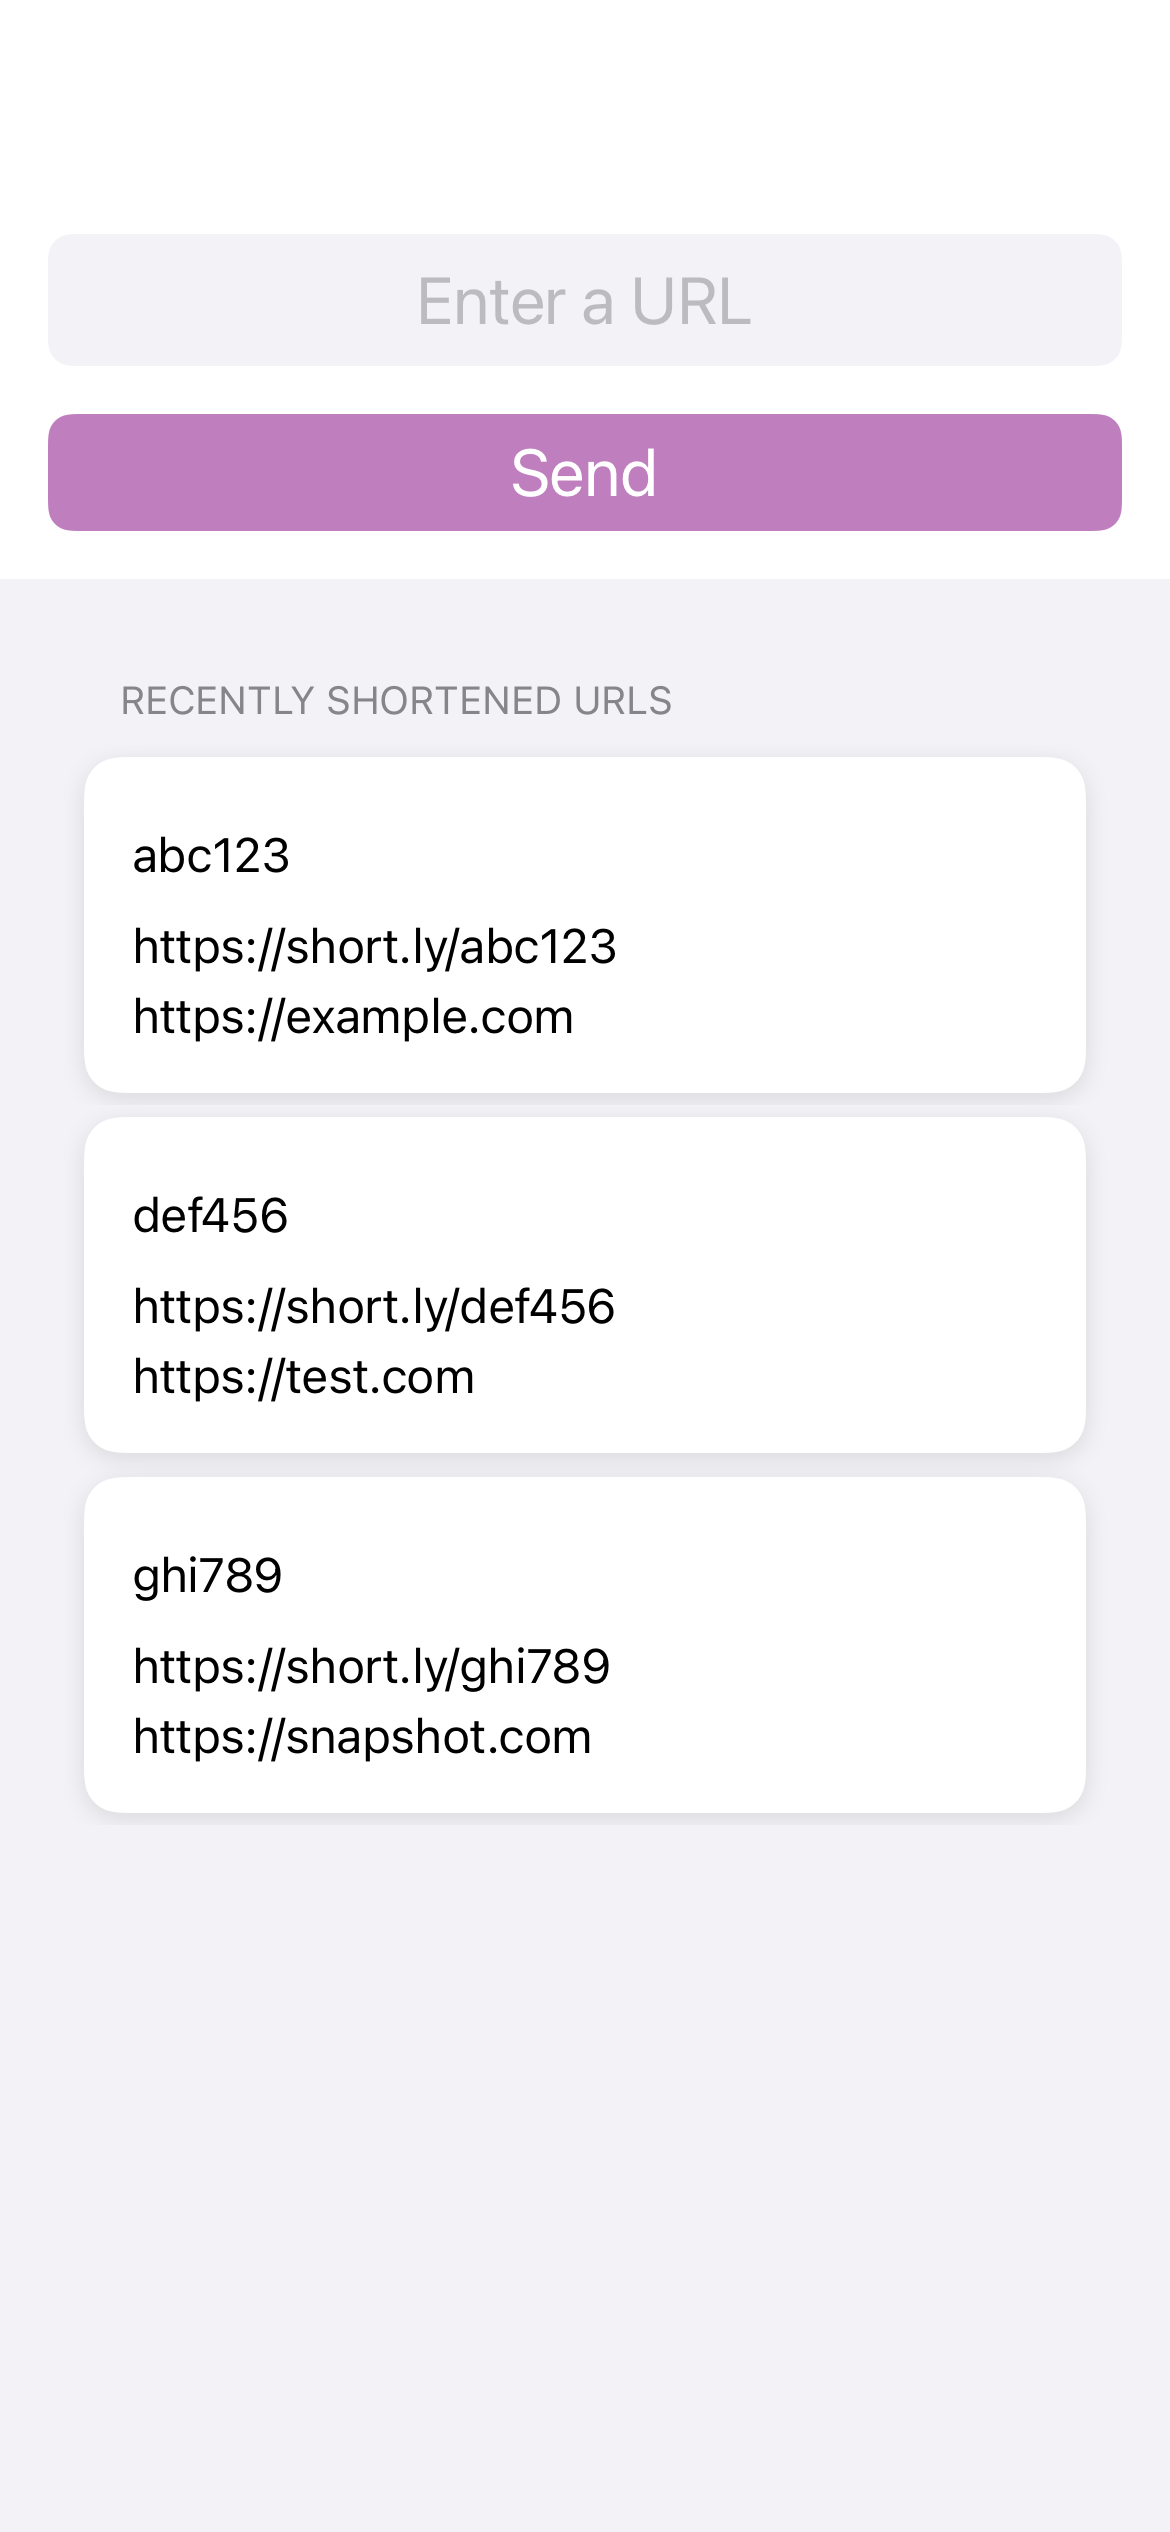 Enter a URL
Send
RECENTLY SHORTENED URLS
abc123
https://short.ly/abc123
https://example.com
def456
https://short.ly/def456
https://test.com
ghi789
https://short.ly/ghi789
https://snapshot.com